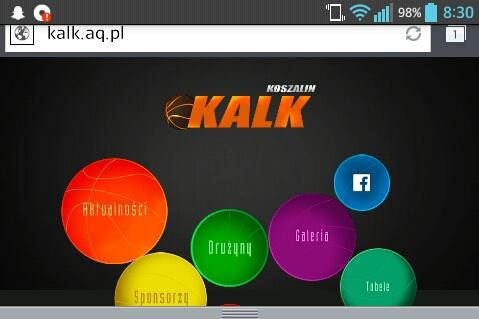 98% 8:30
kalk.aq.pl 1
KOSZALIN
KALK
Aktualności
Drużyny
Galeria
Sponsorzy
Tabele